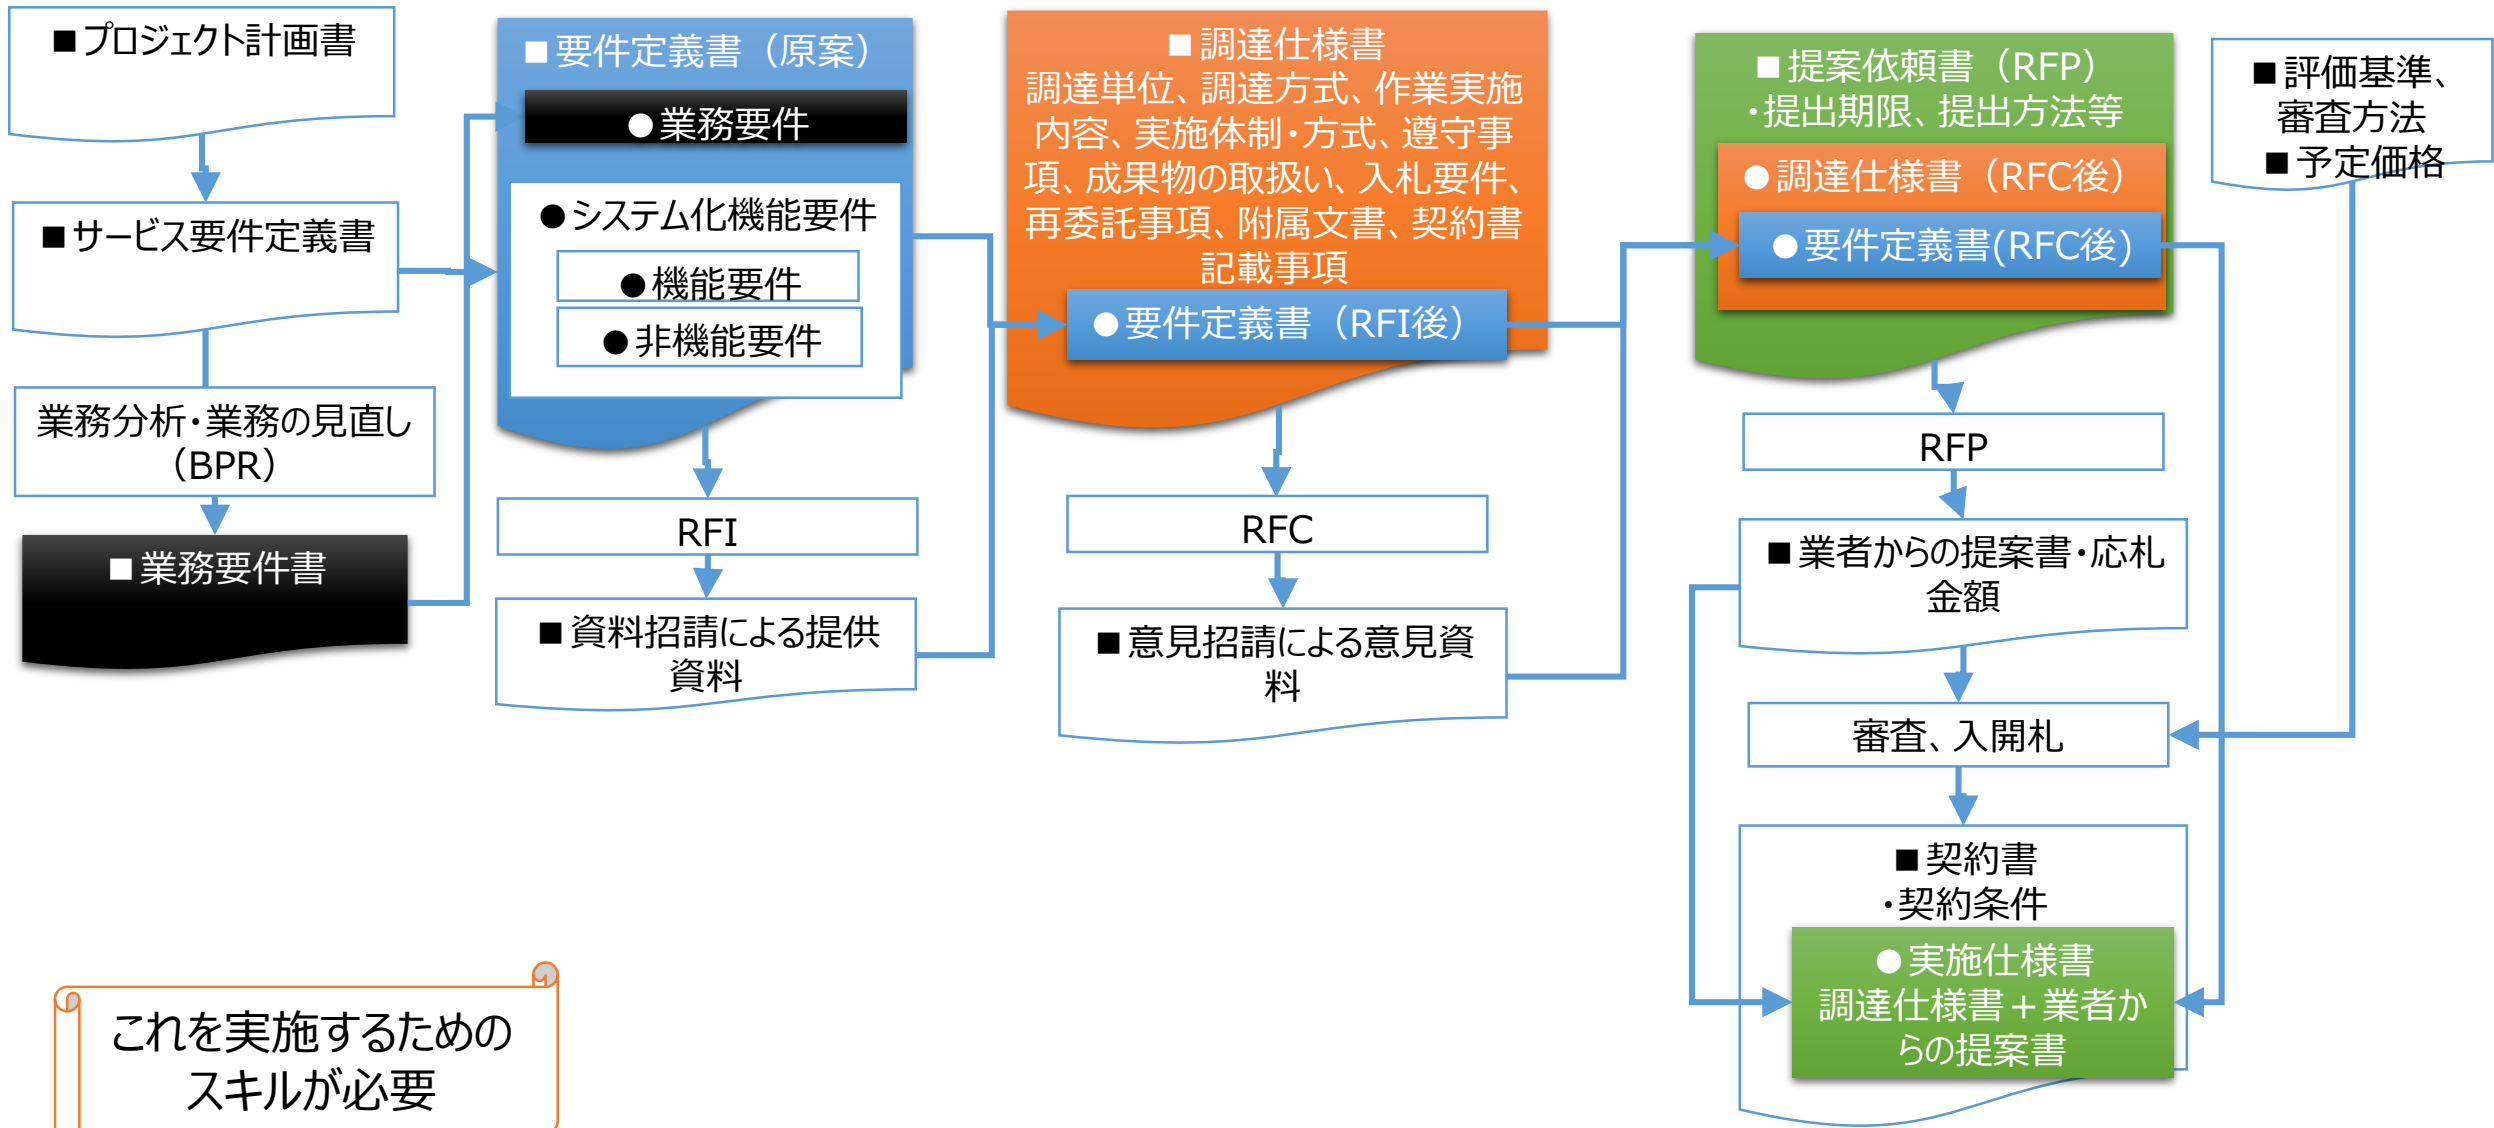 ■プロジェクト計画書
■サービス要件定義書
業務分析・業務の見直し
（BPR）
■業務要件書
■要件定義書（原案）
●業務要件
●システム化機能要件
●機能要件
●非機能要件
RFI
■資料招請による提供
資料
■調達仕様書
調達単位、調達方式、作業実施
内容、実施体制・方式、遵守事
項、成果物の取扱い、入札要件、
再委託事項、附属文書、契約書
記載事項
●要件定義書（RFI後）
RFC
■意見招請による意見資
料
■提案依頼書（RFP）
・提出期限、提出方法等
●調達仕様書（RFC後）
●要件定義書(RFC後)
RFP
■業者からの提案書・応札
金額
審査、入開札
■契約書
・契約条件
●実施仕様書
調達仕様書＋業者か
らの提案書
■評価基準、
審査方法
■予定価格
これを実施するための
スキルが必要